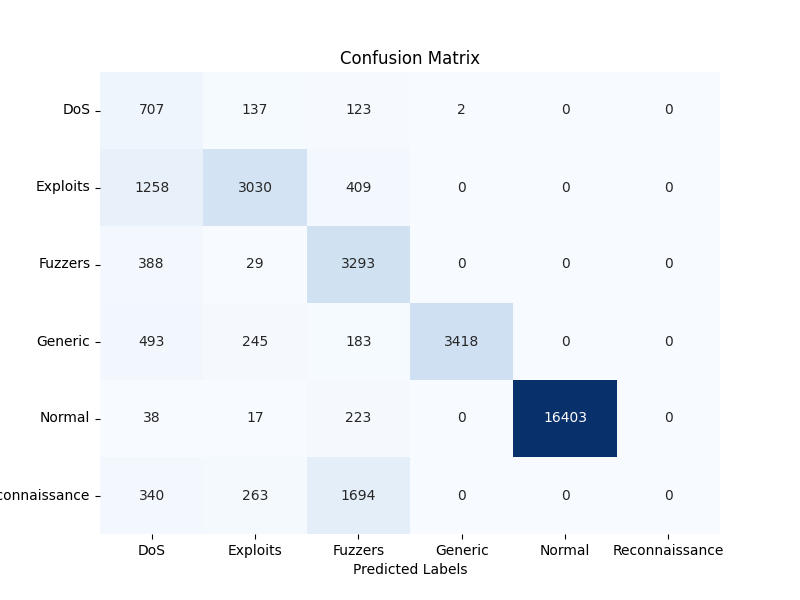 Confusion Matrix
DoS 707 137 123 2 0 0
Exploits 1258 3030 409 0 0 0
Fuzzers 388 29 3293 0 0 0
Generic 493 245 183 3418 0 0
Normal 38 17 223 0 16403 0
connaissance 340 263 1694 0 0 0
DoS Exploits Fuzzers Generic Normal Reconnaissance
Predicted Labels